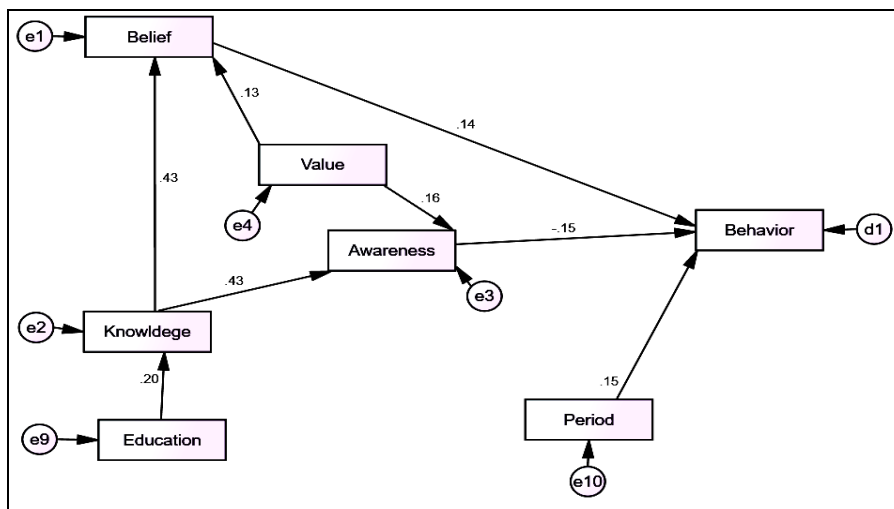 e1
Belief
.13
.14
Value
.43
.16
e4
Behavior
d1
Awareness
-.15
.43
e3
e2
Knowldege
.20
.15
Period
e9
Education
e10